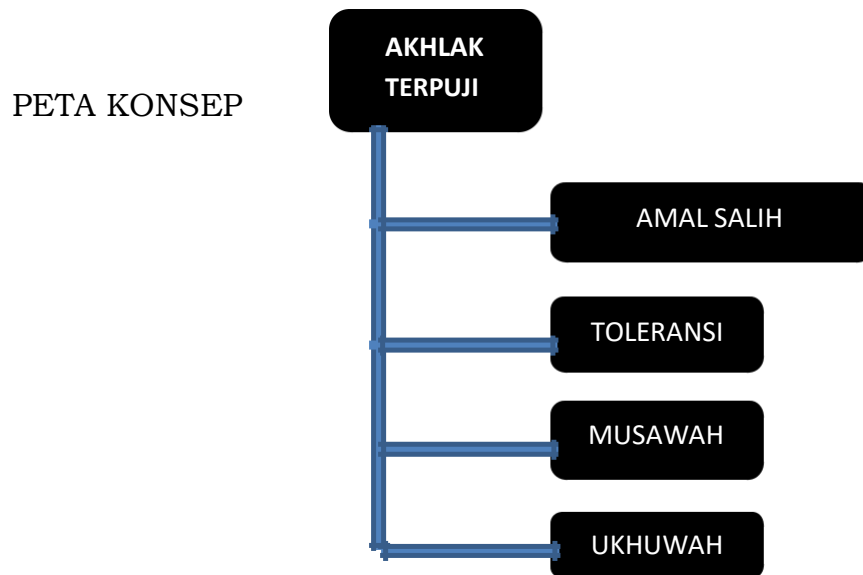 AKHLAK
TERPUJI
PETA KONSEP
AMAL SALIH
TOLERANSI
MUSAWAH
UKHUWAH